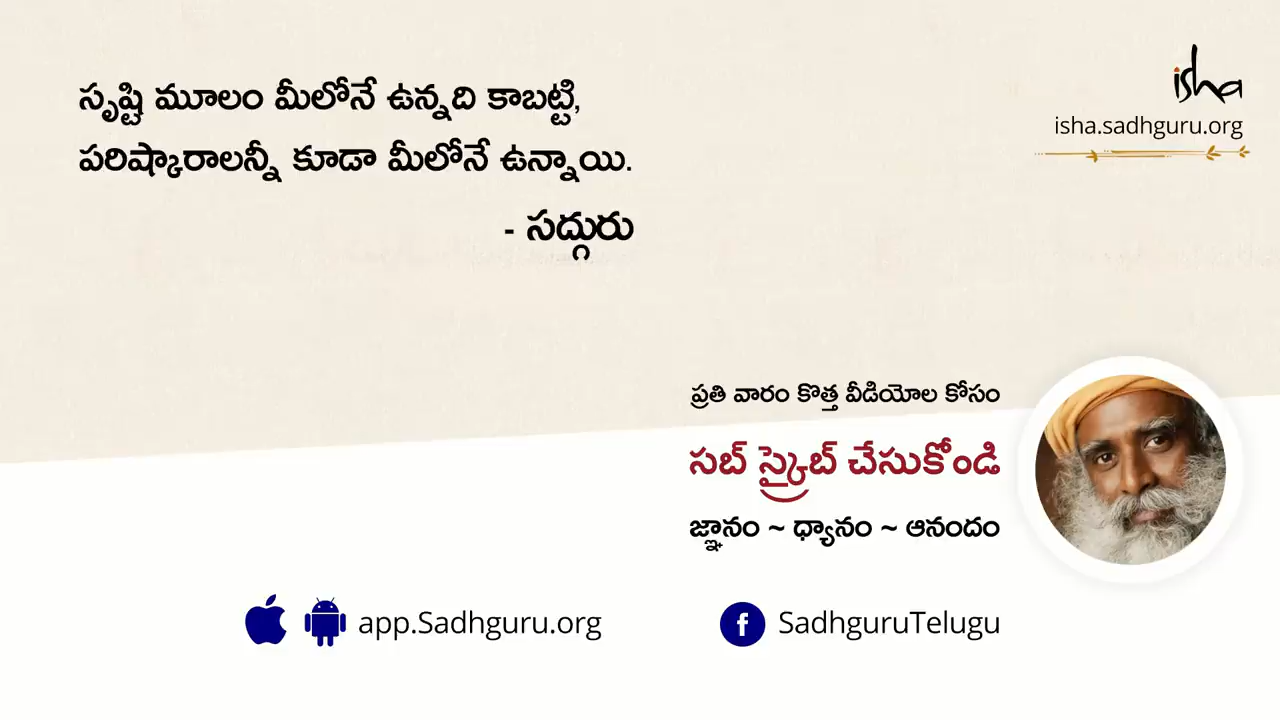 సృష్టి మూలం మీలోనే ఉన్నది కాబట్టి,
పరిష్కారాలన్నీ కూడా మీలోనే ఉన్నాయి.
- సద్గురు
isha
isha.sadhguru.org
ప్రతి వారం కొత్త వీడియోల కోసం
సబ్ స్క్రైబ్ చేసుకోండి
జ్ఞానం ~ ధ్యానం ~ ఆనందం
app.Sadhguru.org
f SadhguruTelugu